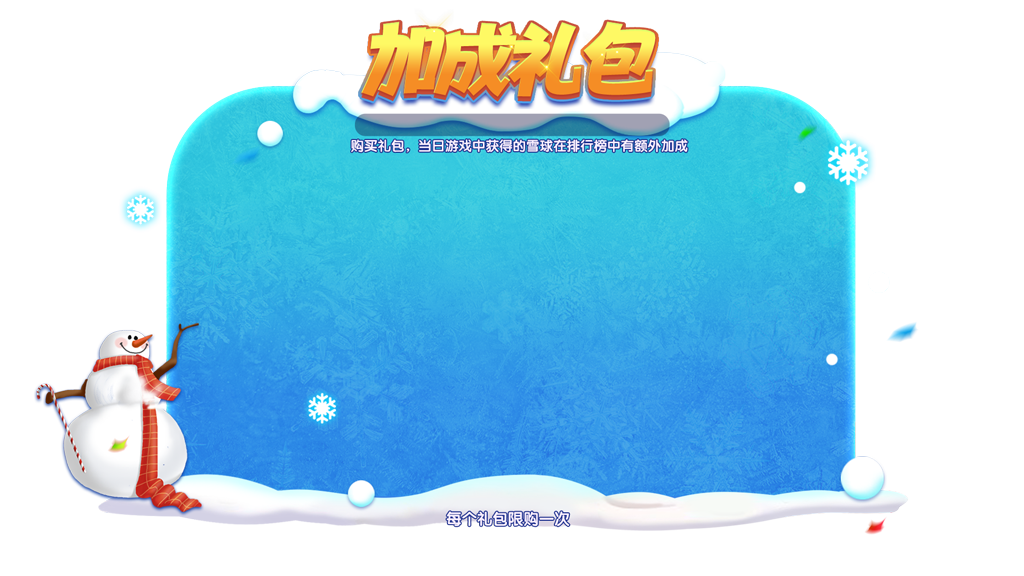 加成礼包
购买礼包，当日游戏中获得的雪球在排行榜中有额外加成
每个礼包限购一次